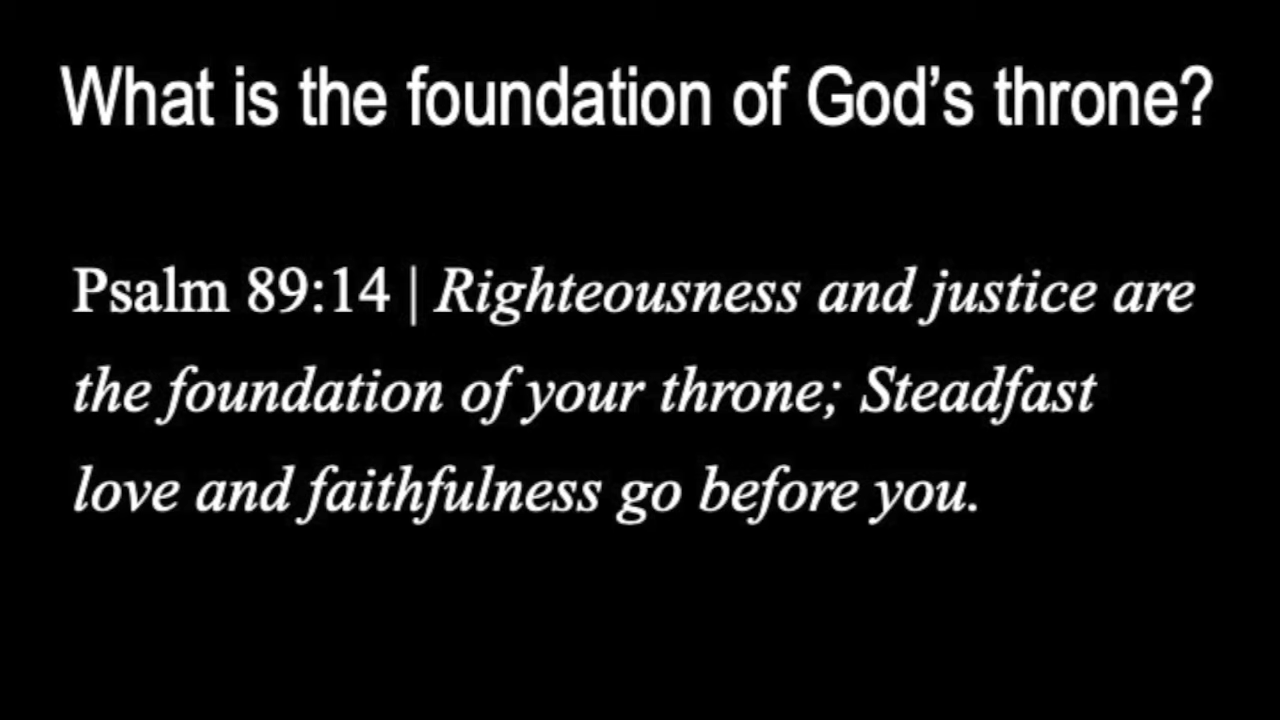 What is the foundation of God’s throne?
Psalm 89:14 | Righteousness and justice are
the foundation of your throne; Steadfast
love and faithfulness go before you.